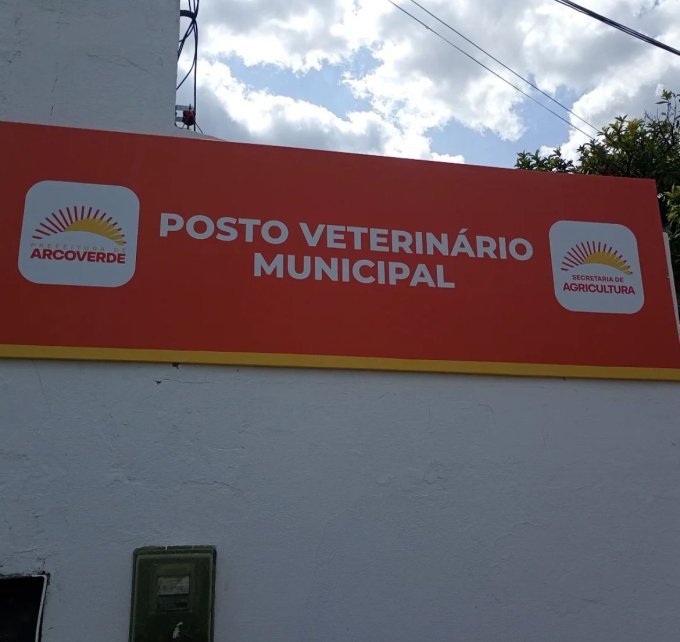 PREFEITURA DE
ARCOVERDE
POSTO VETERINÁRIO
MUNICIPAL
SECRETARIA DE
AGRICULTURA